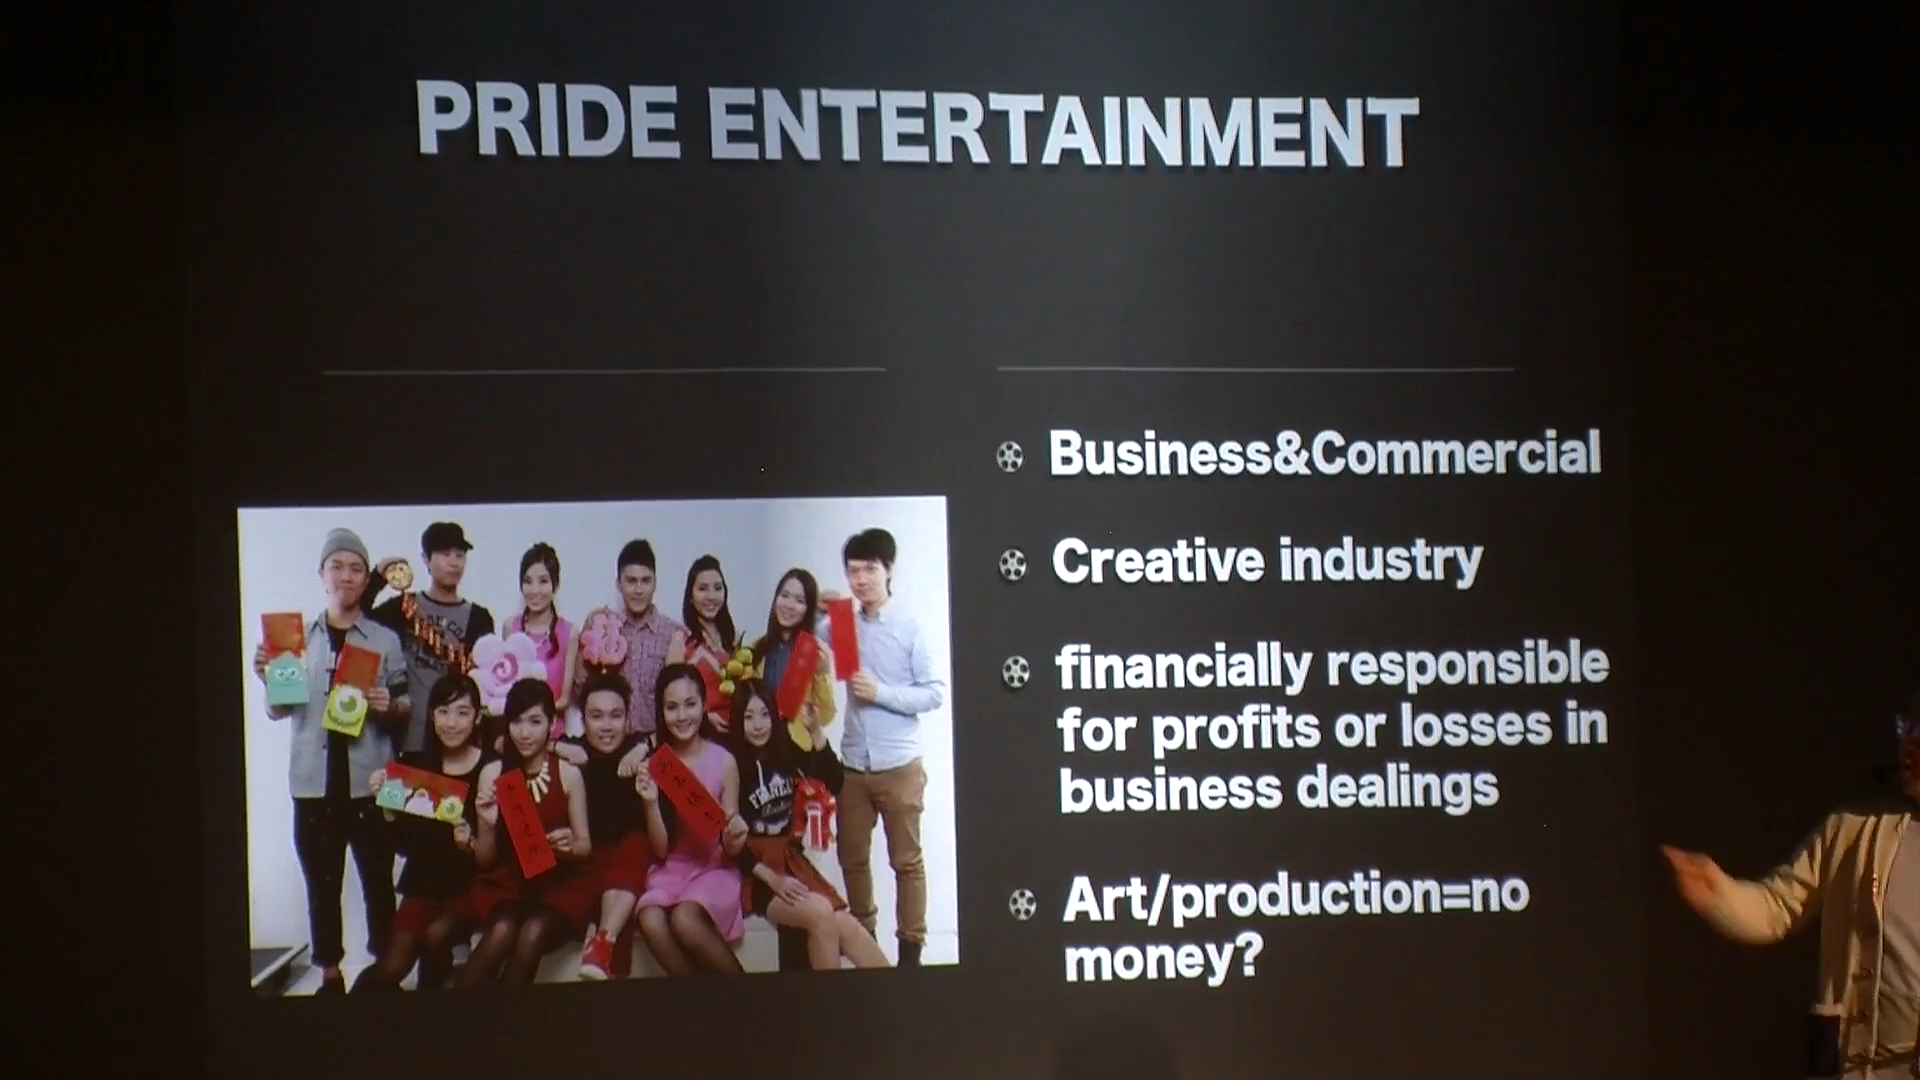 PRIDE ENTERTAINMENT
Business&Commercial
Creative industry
financially responsible
for profits or losses in
business dealings
Art/production=no
money?
福